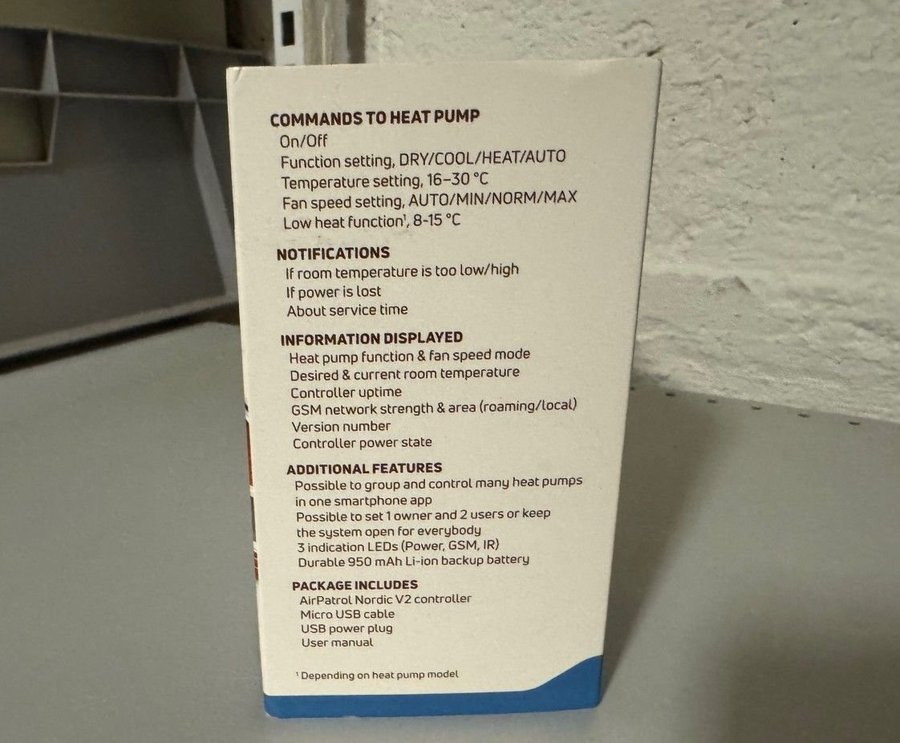 COMMANDS TO HEAT PUMP
On/Off
Function setting, DRY/COOL/HEAT/AUTO
Temperature setting, 16–30 °C
Fan speed setting, AUTO/MIN/NORM/MAX
Low heat function¹, 8-15 °C
NOTIFICATIONS
If room temperature is too low/high
If power is lost
About service time
INFORMATION DISPLAYED
Heat pump function & fan speed mode
Desired & current room temperature
Controller uptime
GSM network strength & area (roaming/local)
Version number
Controller power state
ADDITIONAL FEATURES
Possible to group and control many heat pumps
in one smartphone app
Possible to set 1 owner and 2 users or keep
the system open for everybody
3 indication LEDs (Power, GSM, IR)
Durable 950 mAh Li-ion backup battery
PACKAGE INCLUDES
AirPatrol Nordic V2 controller
Micro USB cable
USB power plug
User manual
¹ Depending on heat pump model